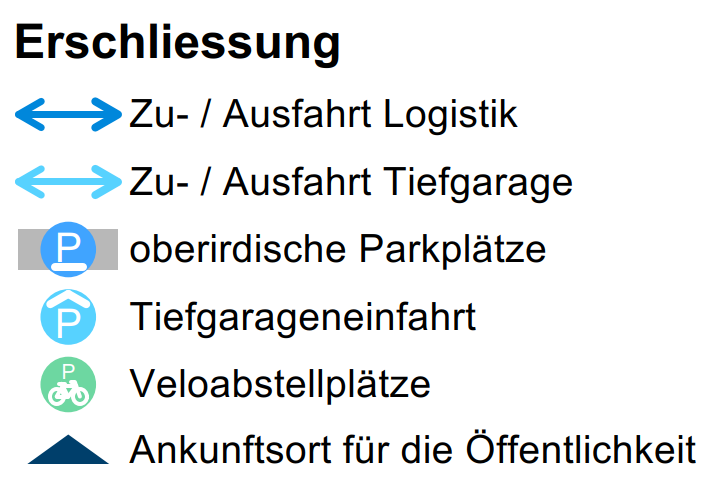 Erschliessung
Zu- / Ausfahrt Logistik
Zu- / Ausfahrt Tiefgarage
P oberirdische Parkplätze
P Tiefgarageneinfahrt
P Veloabstellplätze
Ankunftsort für die Öffentlichkeit